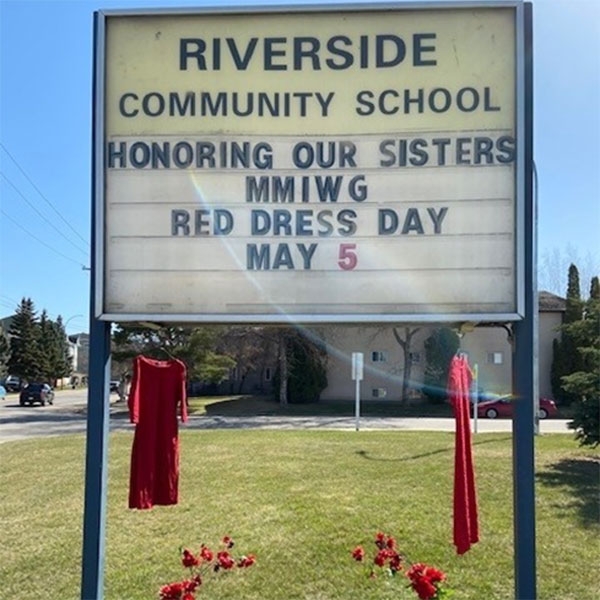 RIVERSIDE
COMMUNITY SCHOOL
HONORING OUR SISTERS
MMIWG
RED DRESS DAY
MAY 5